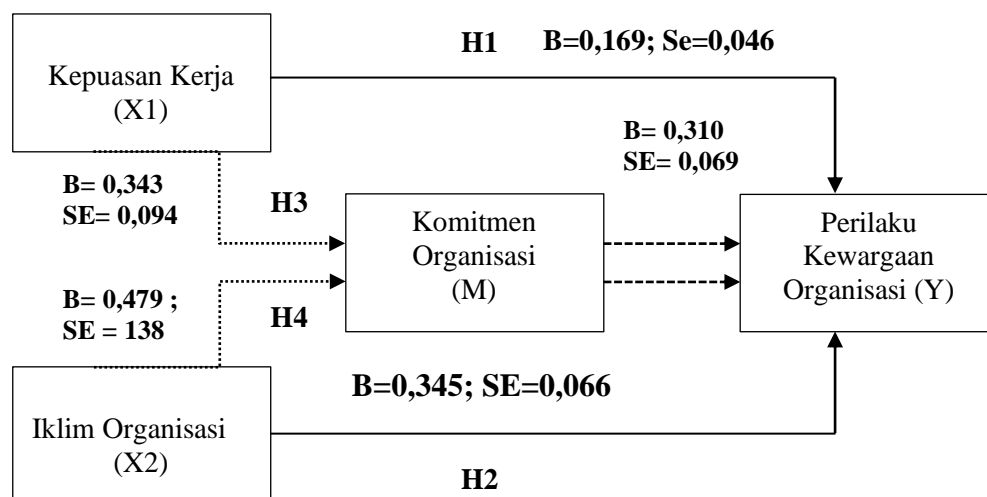 H1
B=0,169; Se=0,046
Kepuasan Kerja
(X1)
B= 0,310
SE= 0,069
B= 0,343
SE= 0,094
H3
Komitmen
Organisasi
(M)
Perilaku
Kewargaan
Organisasi (Y)
B= 0,479 ;
SE = 138
H4
B=0,345; SE=0,066
Iklim Organisasi
(X2)
H2